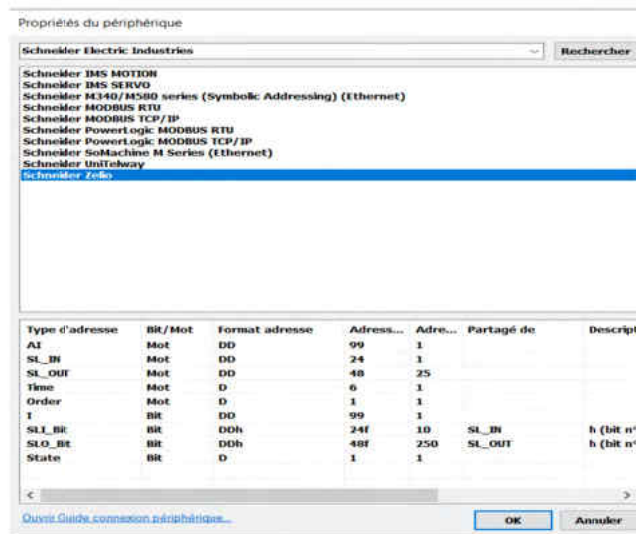 Propriétés du périphérique
Schneider Electric Industries Rechercher
Schneider IMS MOTION
Schneider IMS SERVO
Schneider M340/M580 series (Symbolic Addressing) (Ethernet)
Schneider MODBUS RTU
Schneider MODBUS TCP/IP
Schneider PowerLogic MODBUS RTU
Schneider PowerLogic MODBUS TCP/IP
Schneider SoMachine M Series (Ethernet)
Schneider UniTelway
Schneider Zelio
Type d'adresse Bit/Mot Format adresse Adress... Adre... Partagé de Descript
AI Mot DD 99 1
SL_IN Mot DD 24 1
SL_OUT Mot DD 48 25
Time Mot D 6 1
Order Mot D 1 1
I Bit DD 99 1
SLI_Bit Bit DDh 24f 10 SL_IN h (bit n°
SLO_Bit Bit DDh 48f 250 SL_OUT h (bit n°
State Bit D 1 1
Ouvrir Guide connexion périphérique... OK Annuler